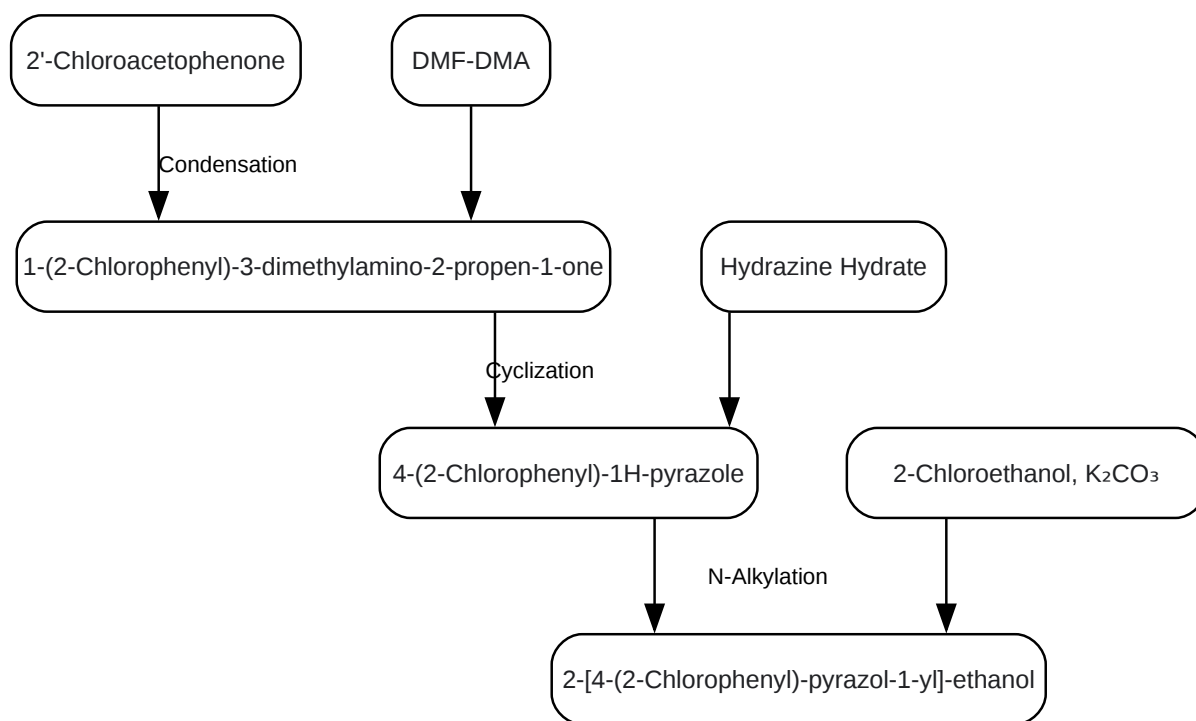 2'-Chloroacetophenone
DMF-DMA
Condensation
1-(2-Chlorophenyl)-3-dimethylamino-2-propen-1-one
Hydrazine Hydrate
Cyclization
4-(2-Chlorophenyl)-1H-pyrazole
2-Chloroethanol, K₂CO₃
N-Alkylation
2-[4-(2-Chlorophenyl)-pyrazol-1-yl]-ethanol